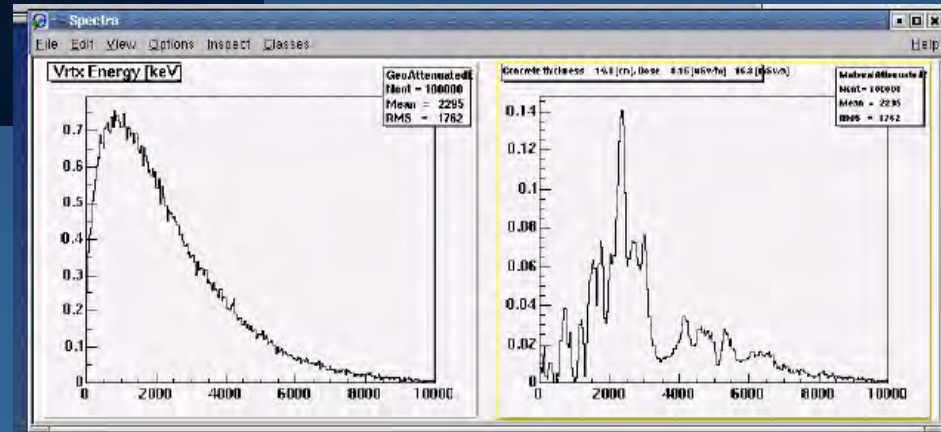 Spectra
File Edit View Options Inspect Classes Help
Vrtx Energy [keV]
GeoAttenuatedE
Nent = 100000
Mean = 2295
RMS = 1762
0.7
0.6
0.5
0.4
0.3
0.2
0.1
0
0 2000 4000 6000 8000 10000
Concrete thickness [cm], Dose
Nent = 100000
Mean = 2295
RMS = 1762
0.14
0.12
0.1
0.08
0.06
0.04
0.02
0
0 2000 4000 6000 8000 10000